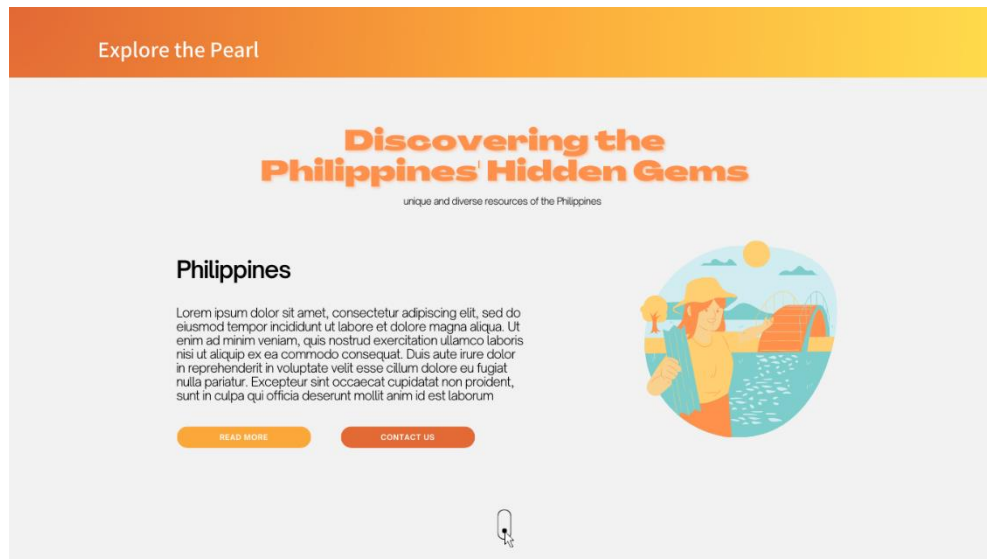 Explore the Pearl
Discovering the
Philippines' Hidden Gems
unique and diverse resources of the Philippines
Philippines
Lorem ipsum dolor sit amet, consectetur adipiscing elit, sed do
eiusmod tempor incididunt ut labore et dolore magna aliqua. Ut
enim ad minim veniam, quis nostrud exercitation ullamco laboris
nisi ut aliquip ex ea commodo consequat. Duis aute irure dolor
in reprehenderit in voluptate velit esse cillum dolore eu fugiat
nulla pariatur. Excepteur sint occaecat cupidatat non proident,
sunt in culpa qui officia deserunt mollit anim id est laborum
READ MORE
CONTACT US